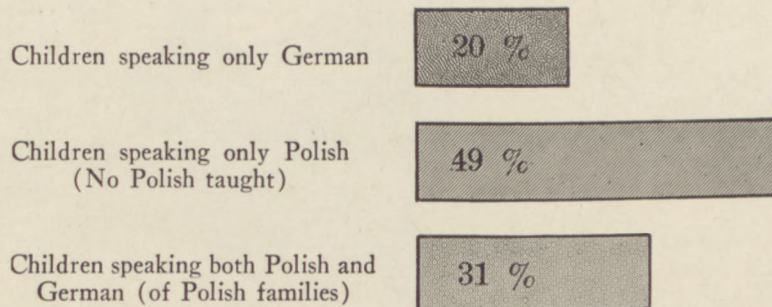 Children speaking only German
20 %
Children speaking only Polish
(No Polish taught)
49 %
Children speaking both Polish and
German (of Polish families)
31 %